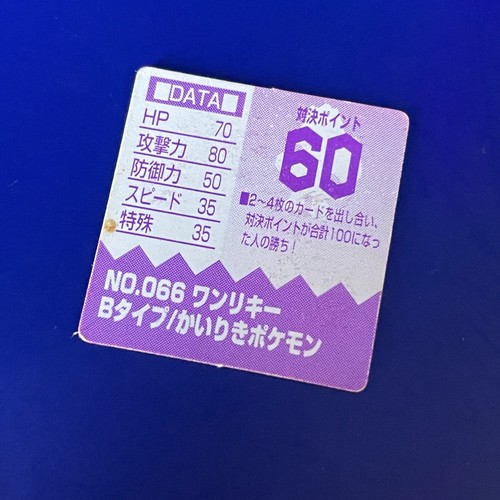 ■DATA■
HP 70
攻撃力 80
防御力 50
スピード 35
特殊 35
対決ポイント
60
■2〜4枚のカードを出し合い、
対決ポイントが合計100になっ
た人の勝ち!
NO.066 ワンリキー
Bタイプ/かいりきポケモン